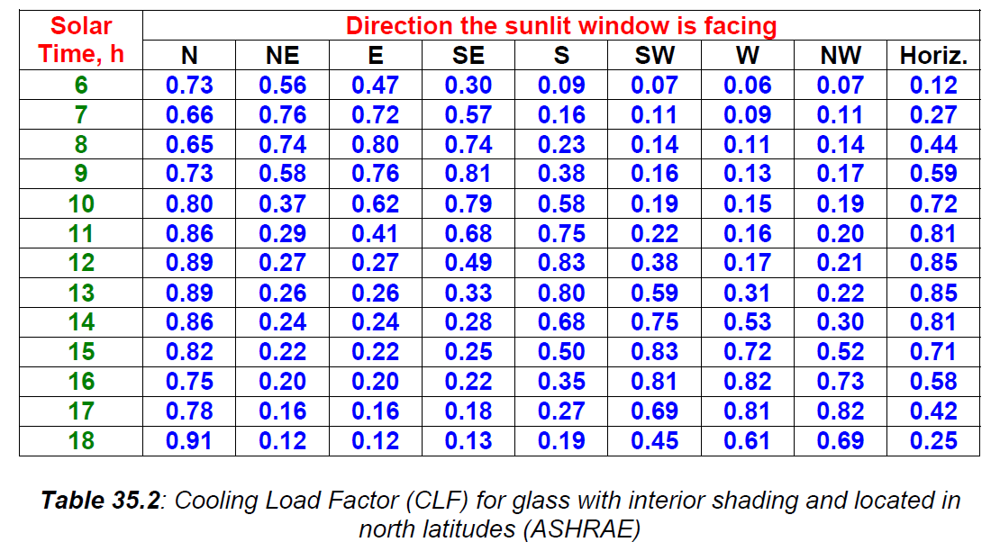 Solar Time, h Direction the sunlit window is facing
N NE E SE S SW W NW Horiz.
6 0.73 0.56 0.47 0.30 0.09 0.07 0.06 0.07 0.12
7 0.66 0.76 0.72 0.57 0.16 0.11 0.09 0.11 0.27
8 0.65 0.74 0.80 0.74 0.23 0.14 0.11 0.14 0.44
9 0.73 0.58 0.76 0.81 0.38 0.16 0.13 0.17 0.59
10 0.80 0.37 0.62 0.79 0.58 0.19 0.15 0.19 0.72
11 0.86 0.29 0.41 0.68 0.75 0.22 0.16 0.20 0.81
12 0.89 0.27 0.27 0.49 0.83 0.38 0.17 0.21 0.85
13 0.89 0.26 0.26 0.33 0.80 0.59 0.31 0.22 0.85
14 0.86 0.24 0.24 0.28 0.68 0.75 0.53 0.30 0.81
15 0.82 0.22 0.22 0.25 0.50 0.83 0.72 0.52 0.71
16 0.75 0.20 0.20 0.22 0.35 0.81 0.82 0.73 0.58
17 0.78 0.16 0.16 0.18 0.27 0.69 0.81 0.82 0.42
18 0.91 0.12 0.12 0.13 0.19 0.45 0.61 0.69 0.25
Table 35.2: Cooling Load Factor (CLF) for glass with interior shading and located in
north latitudes (ASHRAE)